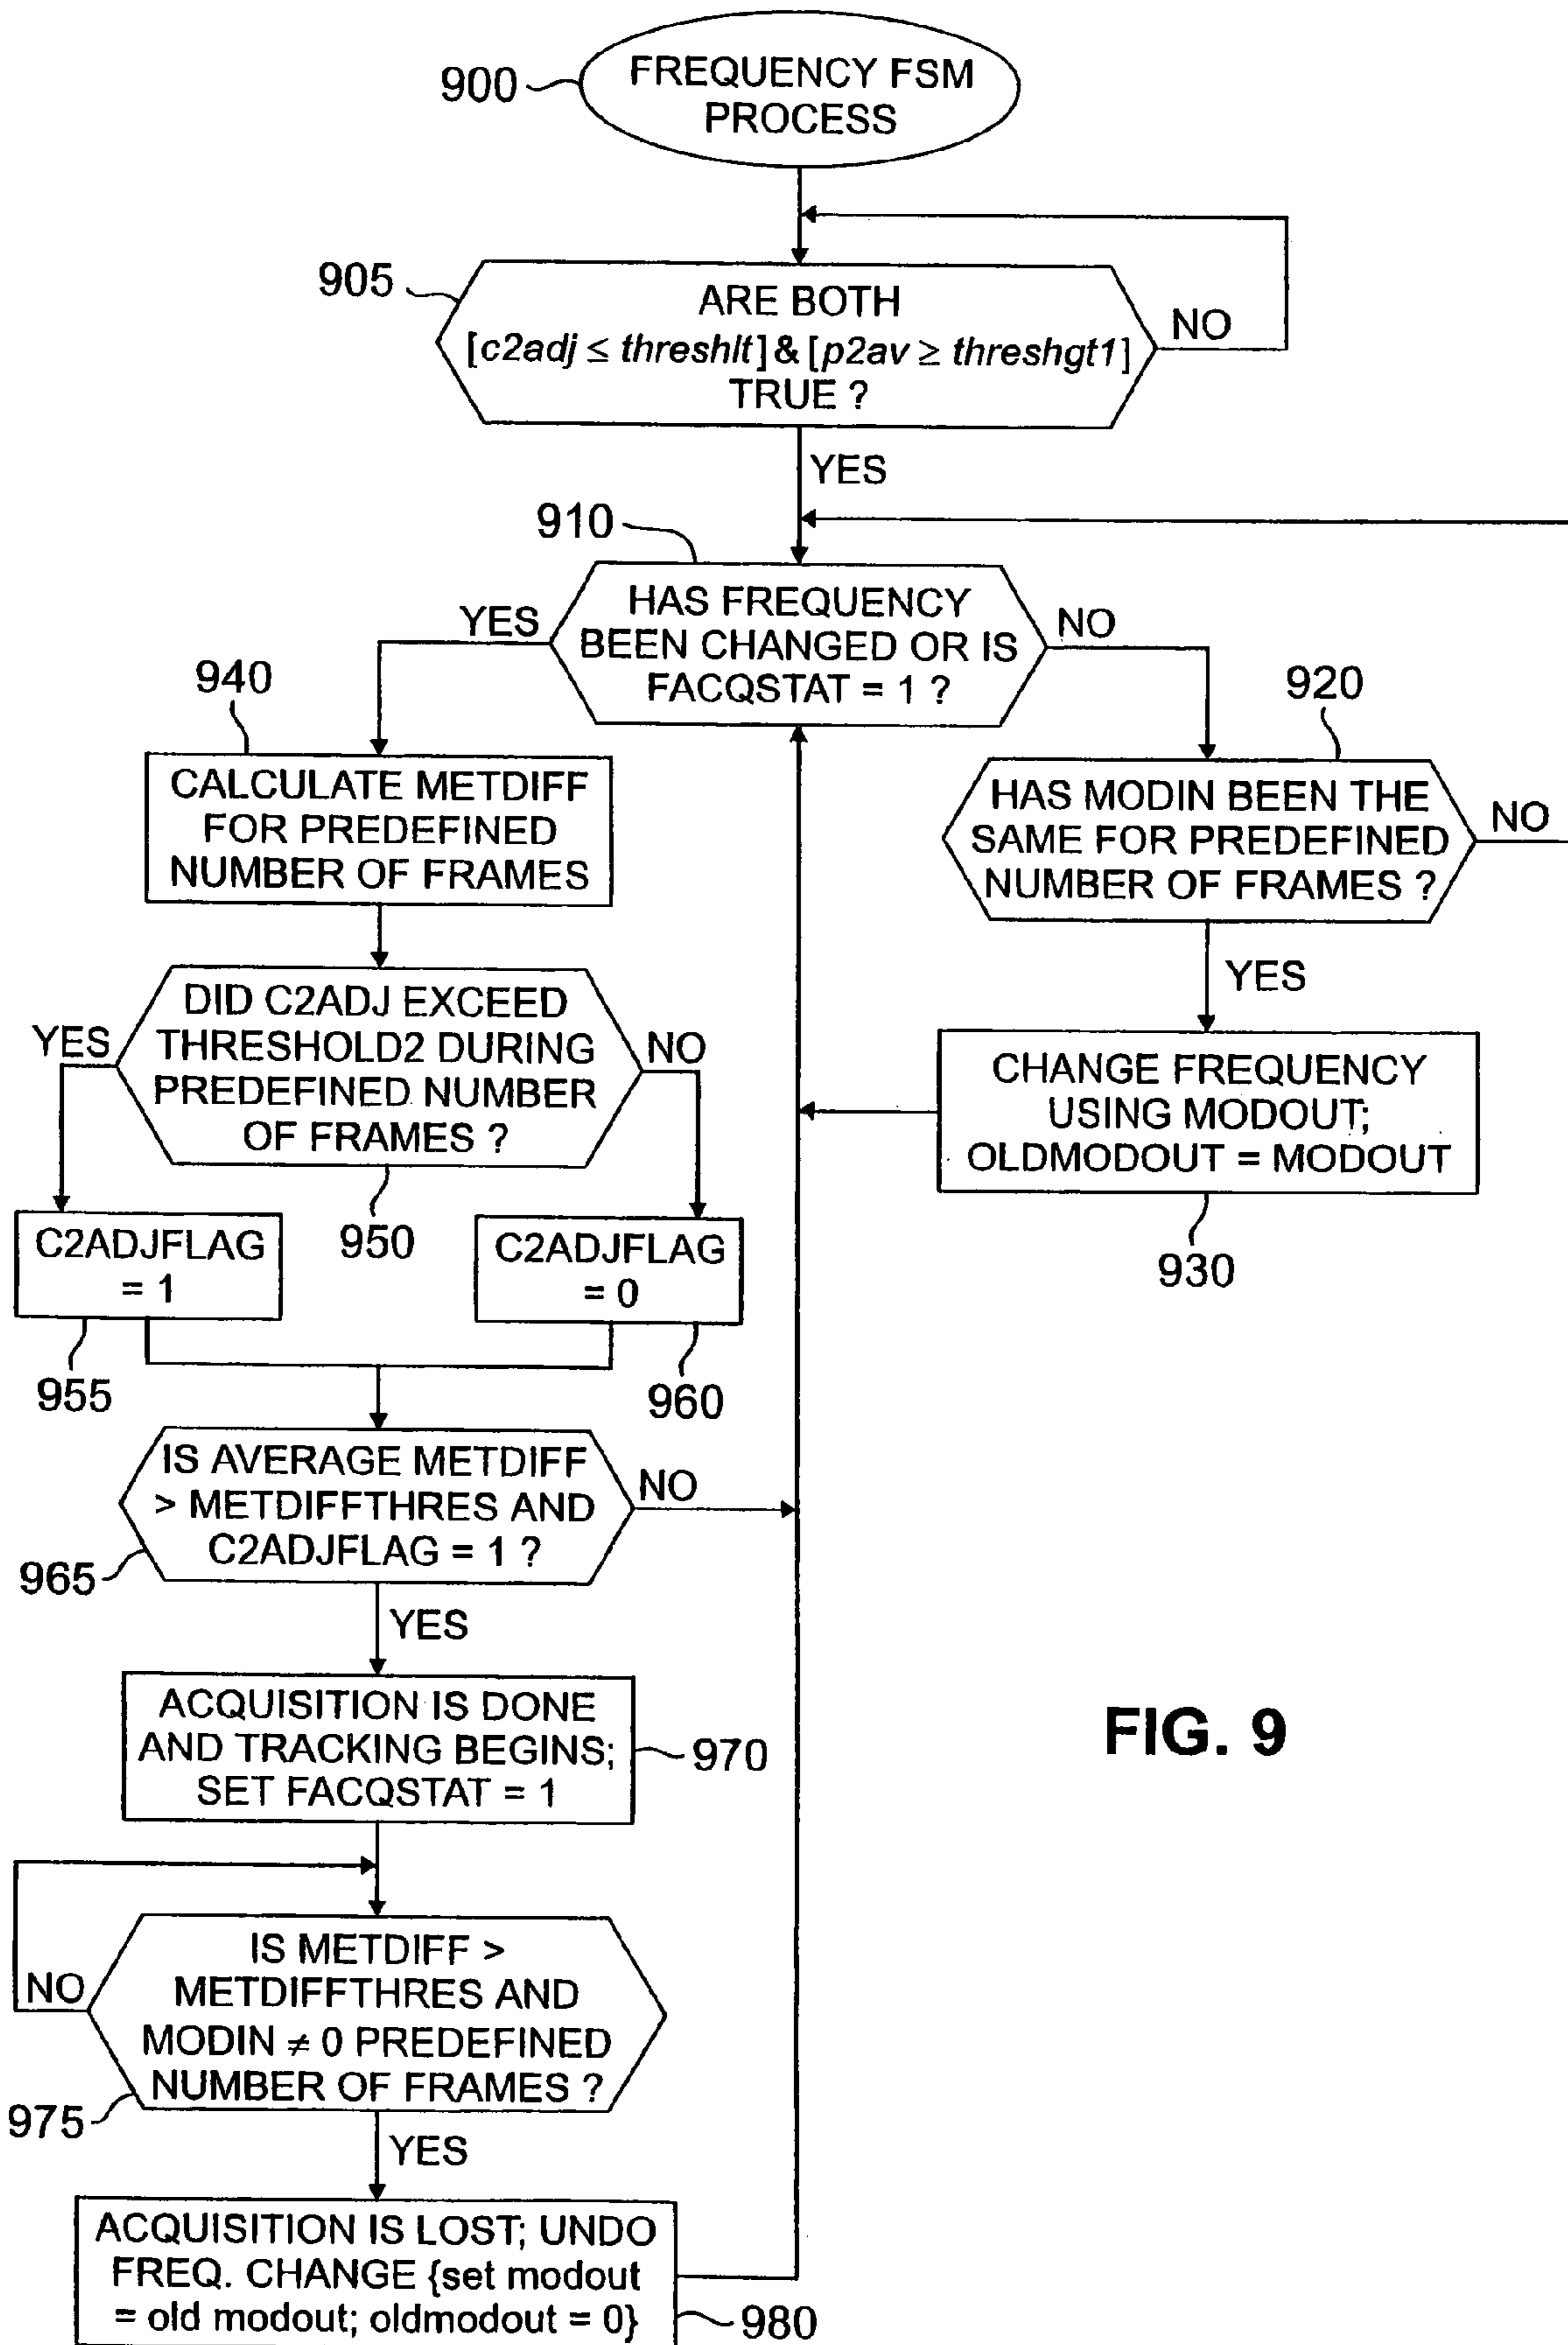 900
FREQUENCY FSM
PROCESS
905
ARE BOTH
[c2adj ≤ threshlt] & [p2av ≥ threshgt1]
TRUE ?
NO
YES
910
HAS FREQUENCY
BEEN CHANGED OR IS
FACQSTAT = 1 ?
YES
NO
940
CALCULATE METDIFF
FOR PREDEFINED
NUMBER OF FRAMES
920
HAS MODIN BEEN THE
SAME FOR PREDEFINED
NUMBER OF FRAMES ?
NO
YES
CHANGE FREQUENCY
USING MODOUT;
OLDMODOUT = MODOUT
930
DID C2ADJ EXCEED
THRESHOLD2 DURING
PREDEFINED NUMBER
OF FRAMES ?
YES
NO
950
C2ADJFLAG
= 1
955
C2ADJFLAG
= 0
960
IS AVERAGE METDIFF
> METDIFFTHRES AND
C2ADJFLAG = 1 ?
NO
965
YES
ACQUISITION IS DONE
AND TRACKING BEGINS;
SET FACQSTAT = 1
970
FIG. 9
IS METDIFF >
METDIFFTHRES AND
MODIN ≠ 0 PREDEFINED
NUMBER OF FRAMES ?
NO
975
YES
ACQUISITION IS LOST; UNDO
FREQ. CHANGE {set modout
= old modout; oldmodout = 0}
980